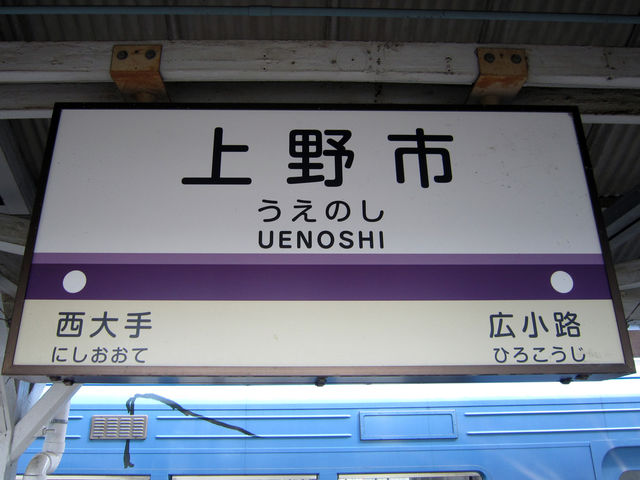 上野市
うえのし
UENOSHI
西大手
にしおおて
広小路
ひろこうじ